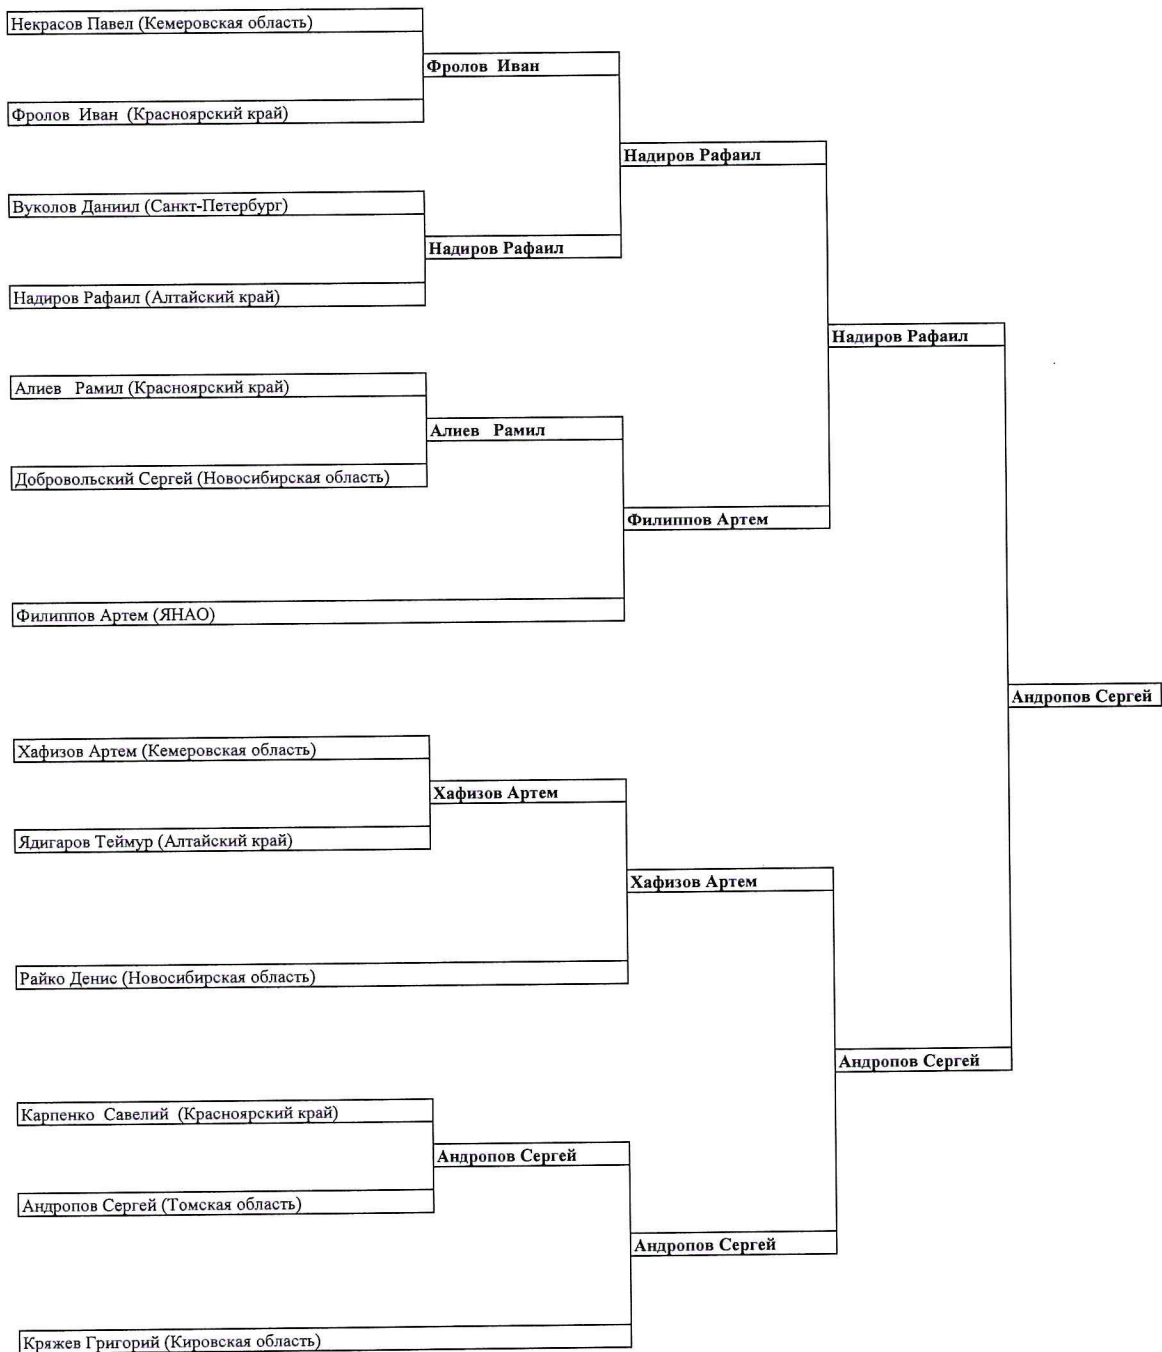 Некрасов Павел (Кемеровская область)
Фролов Иван
Фролов Иван (Красноярский край)
Надиров Рафаил
Вуколов Даниил (Санкт-Петербург)
Надиров Рафаил
Надиров Рафаил (Алтайский край)
Надиров Рафаил
Алиев Рамил (Красноярский край)
Алиев Рамил
Добровольский Сергей (Новосибирская область)
Филиппов Артем
Филиппов Артем (ЯНАО)
Андропов Сергей
Хафизов Артем (Кемеровская область)
Хафизов Артем
Ядигаров Теймур (Алтайский край)
Хафизов Артем
Райко Денис (Новосибирская область)
Андропов Сергей
Карпенко Савелий (Красноярский край)
Андропов Сергей
Андропов Сергей (Томская область)
Андропов Сергей
Кряжев Григорий (Кировская область)